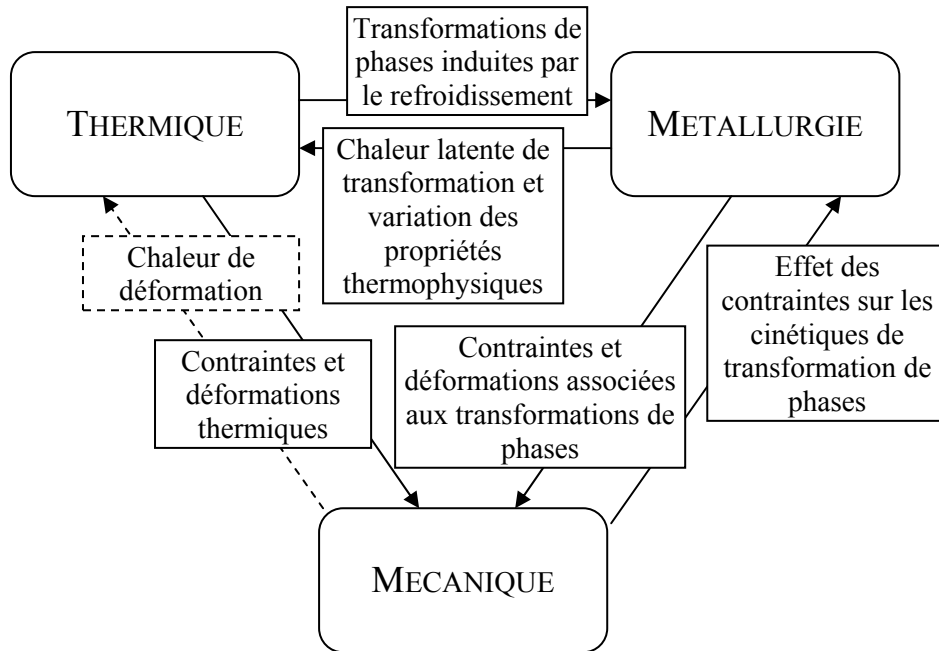 Transformations de
phases induites par
le refroidissement
THERMIQUE
METALLURGIE
Chaleur latente de
transformation et
variation des
propriétés
thermophysiques
Chaleur de
déformation
Effet des
contraintes sur les
cinétiques de
transformation de
phases
Contraintes et
déformations
thermiques
Contraintes et
déformations associées
aux transformations de
phases
MECANIQUE